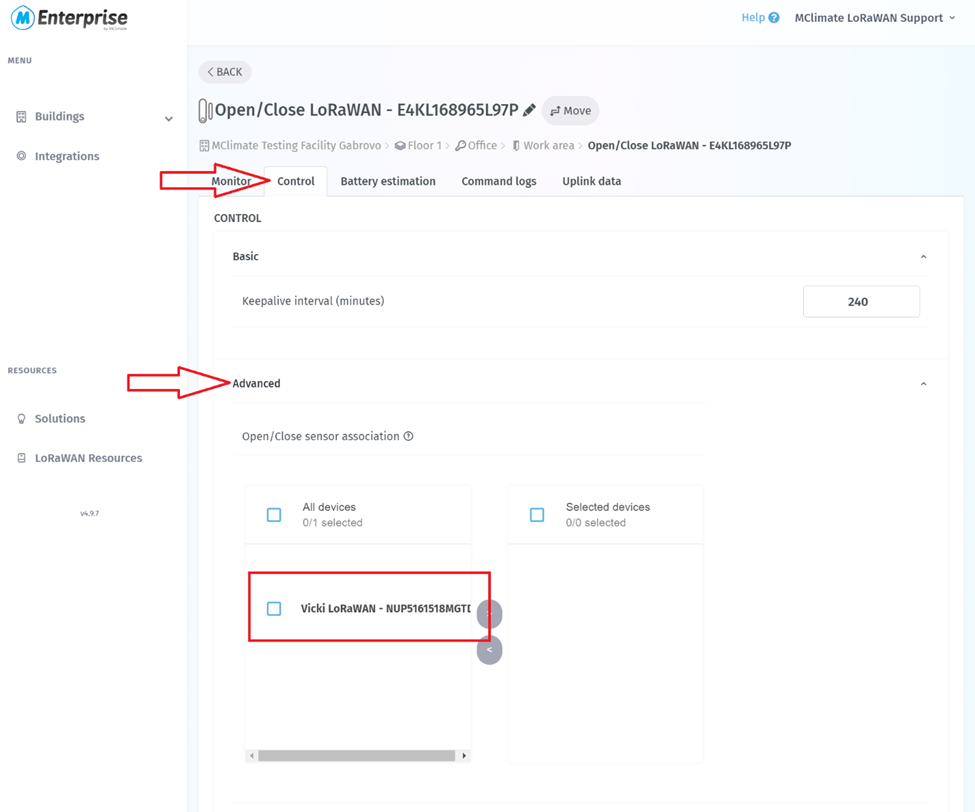 M Enterprise
by MClimate
Help ? MClimate LoRaWAN Support
MENU
Buildings
Integrations
RESOURCES
Solutions
LoRaWAN Resources
v4.9.7
< BACK
Open/Close LoRaWAN - E4KL168965L97P Move
MClimate Testing Facility Gabrovo > Floor 1 > Office > Work area > Open/Close LoRaWAN - E4KL168965L97P
Monitor Control Battery estimation Command logs Uplink data
CONTROL
Basic
Keepalive interval (minutes) 240
Advanced
Open/Close sensor association ?
All devices
0/1 selected
Selected devices
0/0 selected
Vicki LoRaWAN - NUP5161518MGTD
>
<